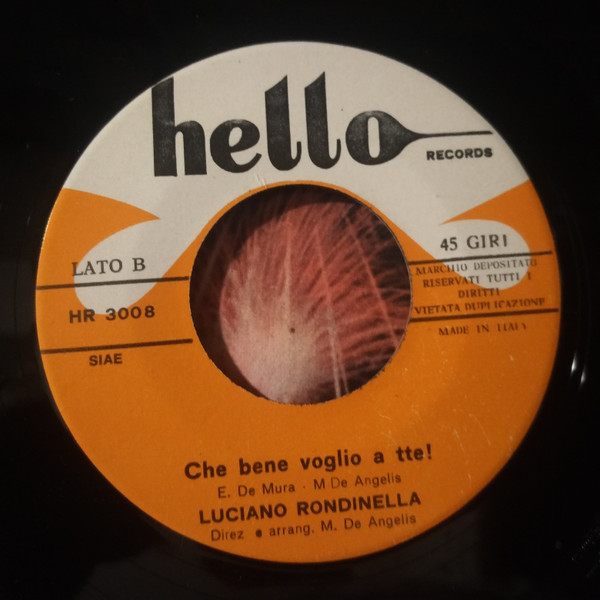 hello
RECORDS
LATO B
HR 3008
SIAE
45 GIRI
MARCHIO DEPOSITATO
RISERVATI TUTTI I
DIRITTI
VIETATA DUPLICAZIONE
MADE IN ITALY
Che bene voglio a tte!
E. De Mura - M De Angelis
LUCIANO RONDINELLA
Direz e arrang. M. De Angelis